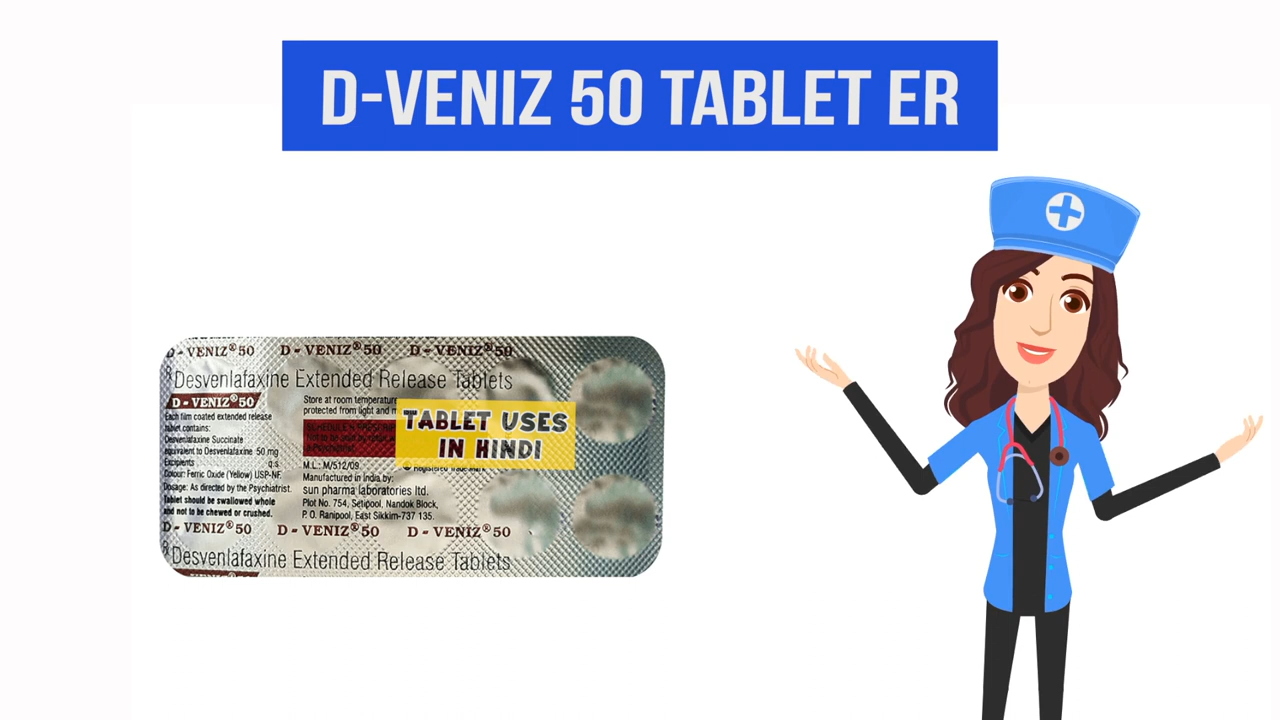 D-VENIZ 50 TABLET ER
D - VENIZ®50 D - VENIZ®50 D - VENIZ®50
Desvenlafaxine Extended Release Tablets
D - VENIZ®50
Each film coated extended release
tablet contains:
Desvenlafaxine Succinate
equivalent to Desvenlafaxine 50 mg
Excipients q.s.
Colour: Ferric Oxide (Yellow) USP-NF.
Dosage: As directed by the Psychiatrist.
Tablet should be swallowed whole
and not to be chewed or crushed.
Store at room temperature
protected from light and
TABLET USES
IN HINDI
M.L.: M/512/09
Registered Trademark
Manufactured in India by:
sun pharma laboratories ltd.
Plot No. 754, Setipool, Nandok Block,
P. O. Ranipool, East Sikkim-737 135.
D - VENIZ®50 D - VENIZ®50 D - VENIZ®50
Desvenlafaxine Extended Release Tablets